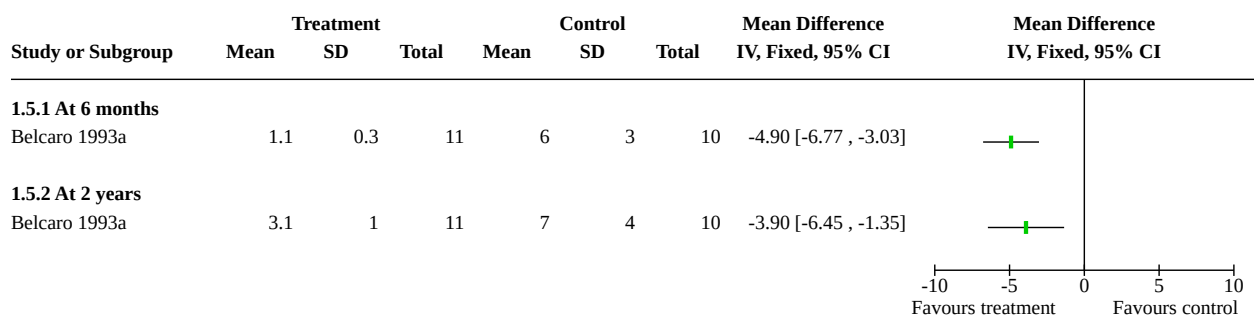 Treatment Control Mean Difference Mean Difference
Study or Subgroup Mean SD Total Mean SD Total IV, Fixed, 95% CI IV, Fixed, 95% CI
1.5.1 At 6 months
Belcaro 1993a 1.1 0.3 11 6 3 10 -4.90 [-6.77 , -3.03]
1.5.2 At 2 years
Belcaro 1993a 3.1 1 11 7 4 10 -3.90 [-6.45 , -1.35]
-10 -5 0 5 10
Favours treatment Favours control